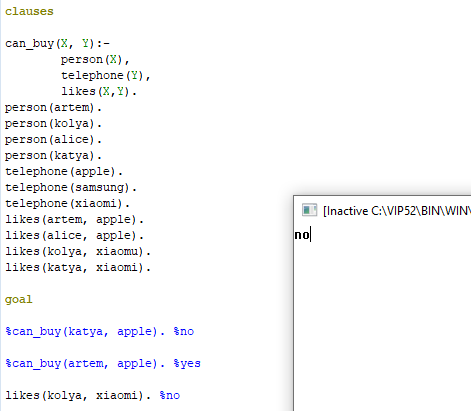 clauses
can_buy(X, Y):-
person(X),
telephone(Y),
likes(X,Y).
person(artem).
person(kolya).
person(alice).
person(katya).
telephone(apple).
telephone(samsung).
telephone(xiaomi).
likes(artem, apple).
likes(alice, apple).
likes(kolya, xiaomu).
likes(katya, xiaomi).
goal
%can_buy(katya, apple). %no
%can_buy(artem, apple). %yes
likes(kolya, xiaomi). %no
[Inactive C:\VIP52\BIN\WIN\
no